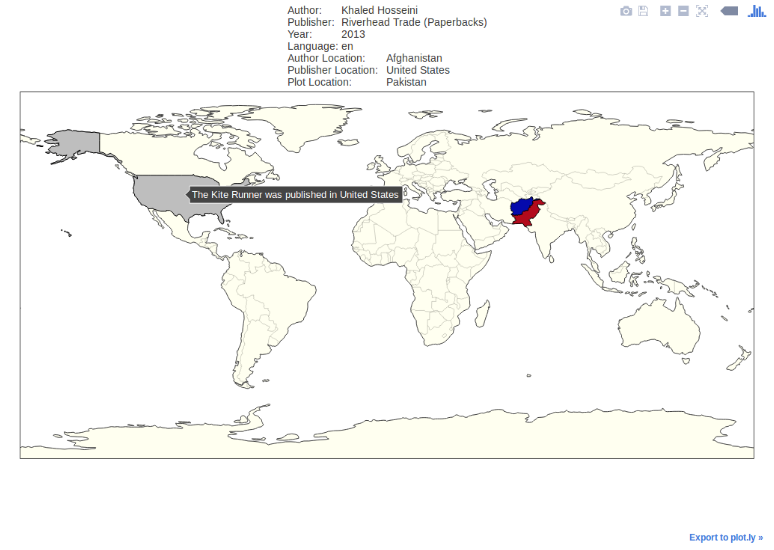 Author: Khaled Hosseini
Publisher: Riverhead Trade (Paperbacks)
Year: 2013
Language: en
Author Location: Afghanistan
Publisher Location: United States
Plot Location: Pakistan
The Kite Runner was published in United States
Export to plot.ly »